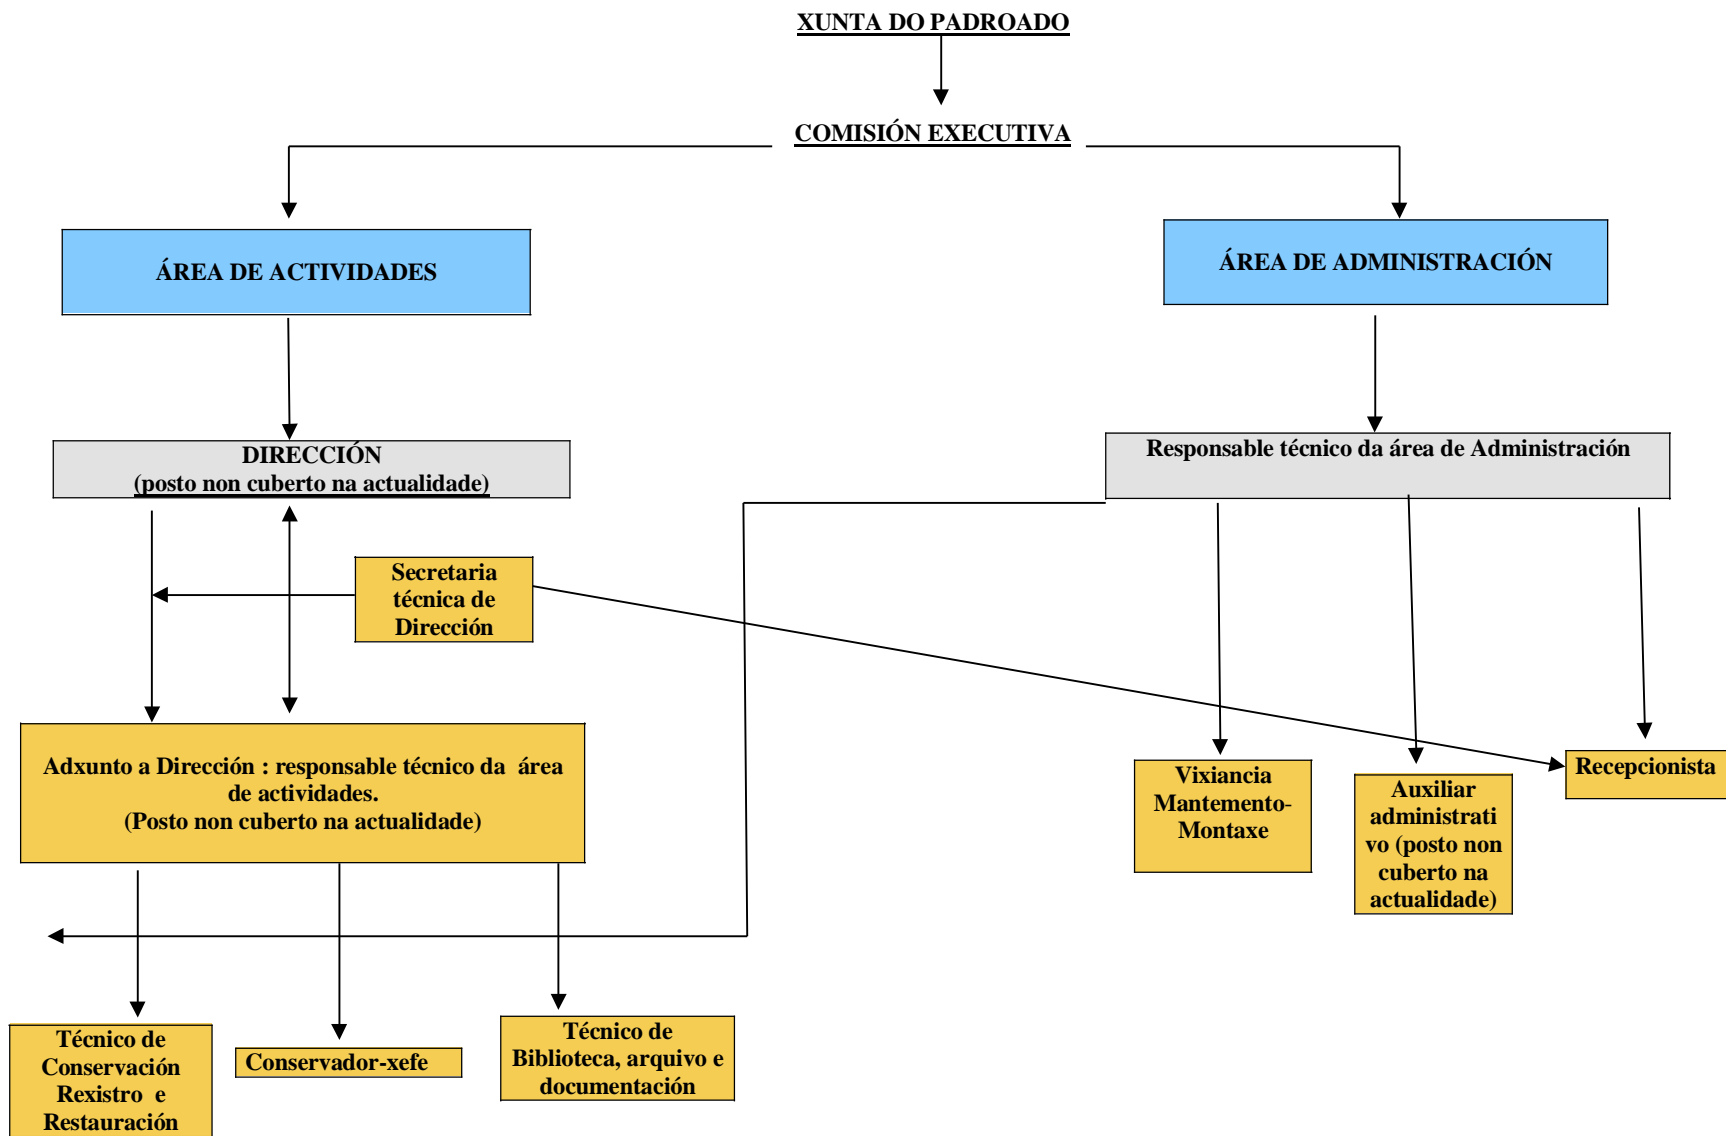 XUNTA DO PADROADO
COMISIÓN EXECUTIVA
ÁREA DE ACTIVIDADES
ÁREA DE ADMINISTRACIÓN
DIRECCIÓN
(posto non cuberto na actualidade)
Responsable técnico da área de Administración
Secretaria
técnica de
Dirección
Adxunto a Dirección : responsable técnico da área
de actividades.
(Posto non cuberto na actualidade)
Vixiancia
Mantemento-
Montaxe
Auxiliar
administrati
vo (posto non
cuberto na
actualidade)
Recepcionista
Técnico de
Conservación
Rexistro e
Restauración
Conservador-xefe
Técnico de
Biblioteca, arquivo e
documentación